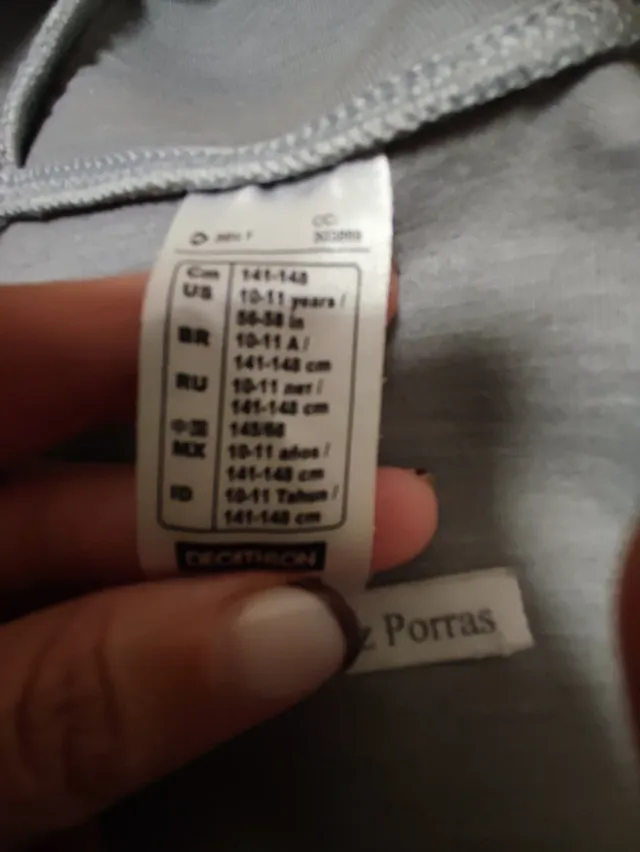 CC:
Cm 141-148
US 10-11 years /
56-58 in
BR 10-11 A /
141-148 cm
RU 10-11 лет /
141-148 cm
中国 145/68
MX 10-11 años /
141-148 cm
ID 10-11 Tahun /
141-148 cm
DECATHLON
z Porras